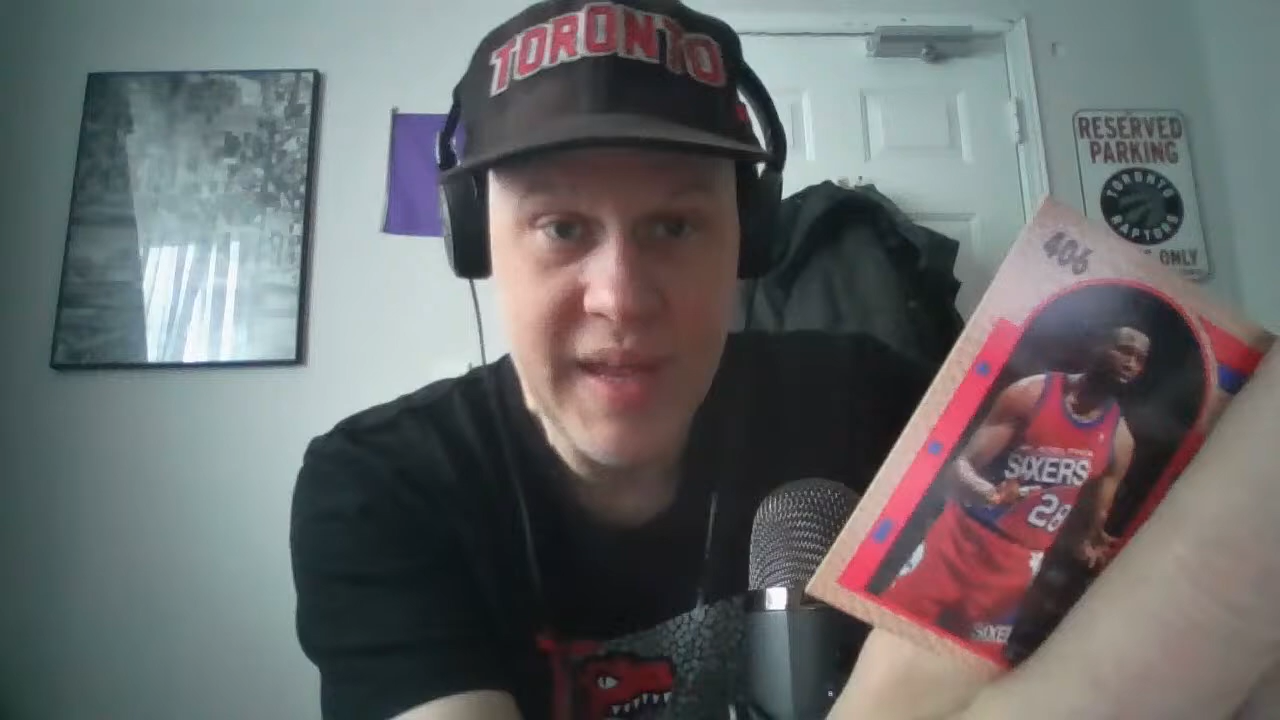 TORONTO
RESERVED
PARKING
TORONTO
RAPTORS
ONLY
406
SIXERS
28
SIXE